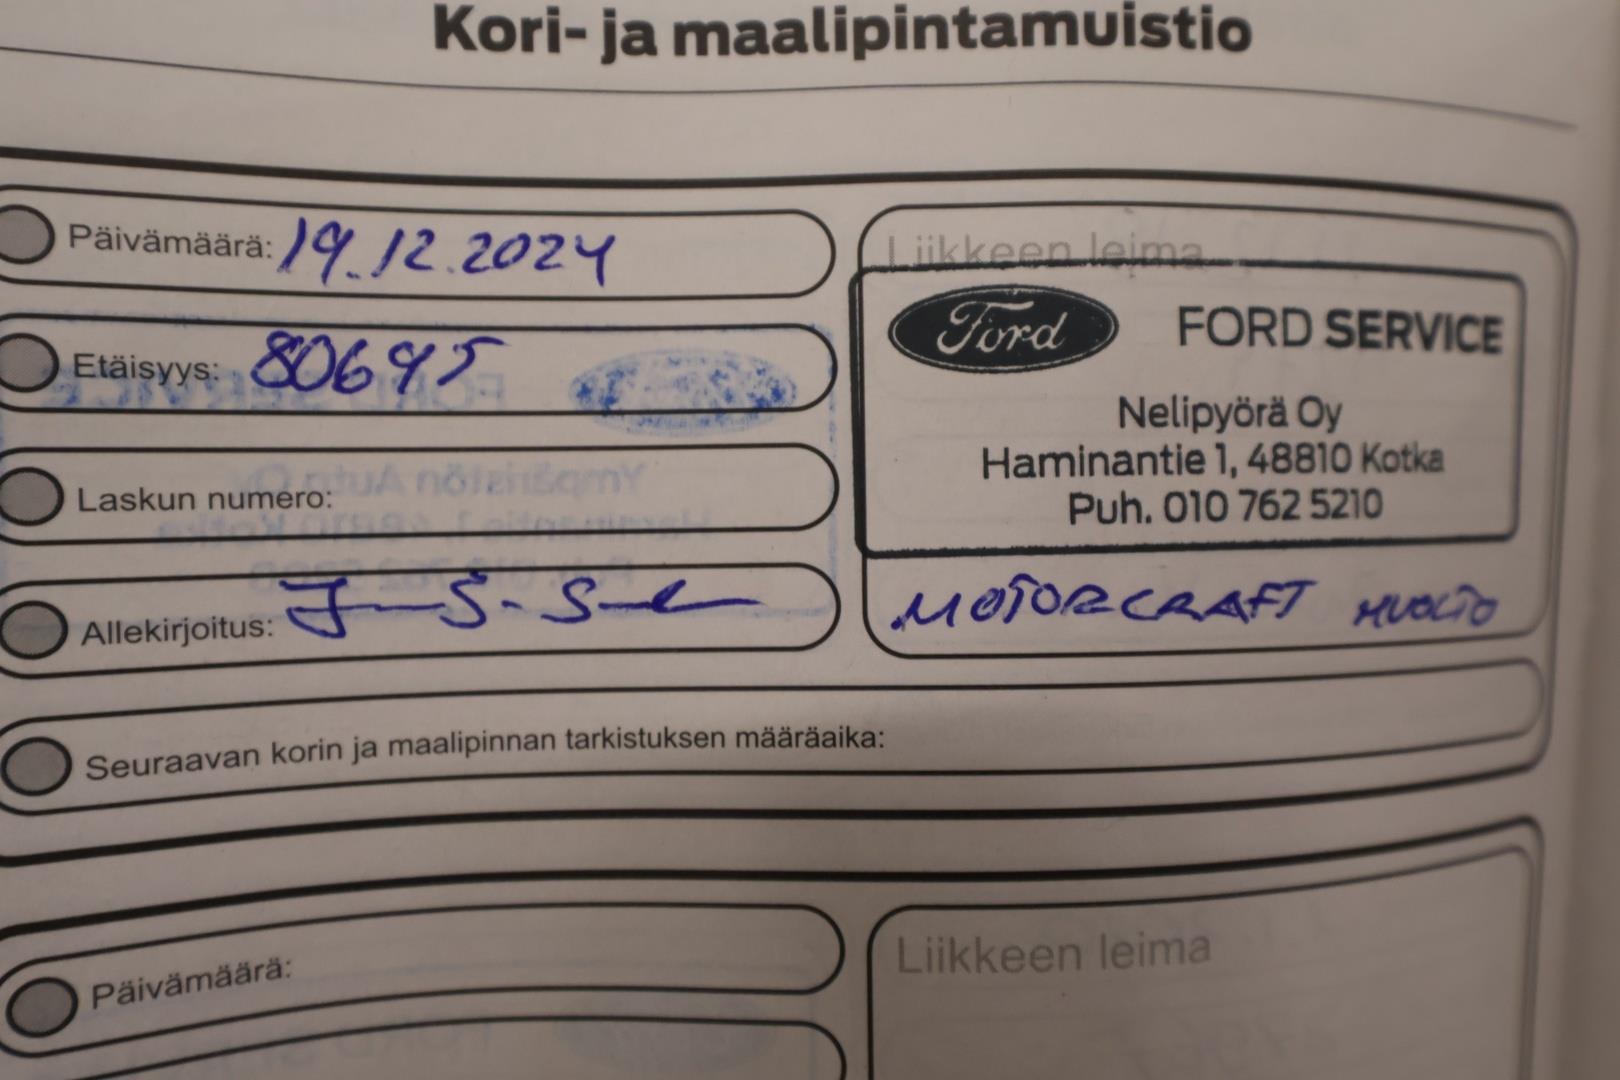 Kori- ja maalipintamuistio
Päivämäärä: 19.12.2024
Liikkeen leima
Ford FORD SERVICE
Etäisyys: 80695
Nelipyörä Oy
Haminantie 1, 48810 Kotka
Puh. 010 762 5210
Laskun numero:
Allekirjoitus:
MOTORCRAFT HUOLTO
Seuraavan korin ja maalipinnan tarkistuksen määräaika:
Päivämäärä:
Liikkeen leima